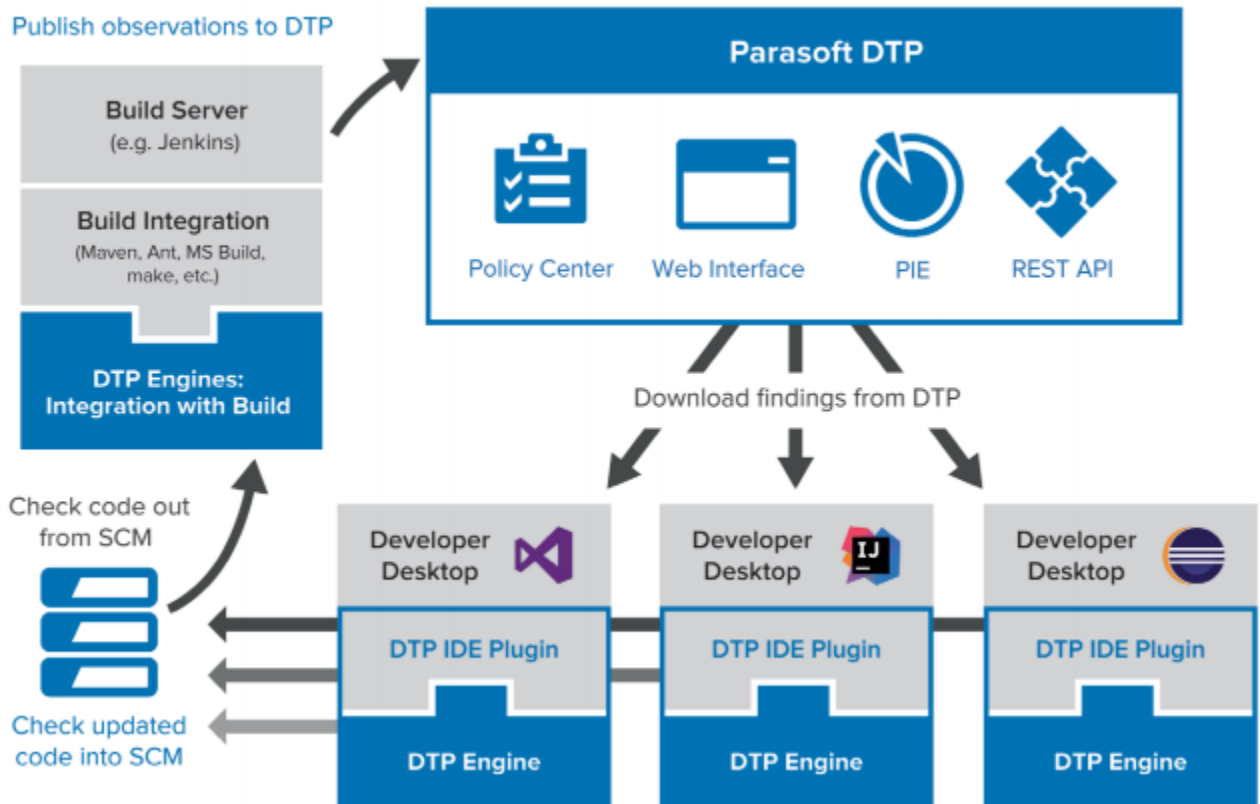 Publish observations to DTP
Build Server
(e.g. Jenkins)
Build Integration
(Maven, Ant, MS Build,
make, etc.)
DTP Engines:
Integration with Build
Parasoft DTP
Policy Center
Web Interface
PIE
REST API
Download findings from DTP
Check code out
from SCM
Check updated
code into SCM
Developer
Desktop
DTP IDE Plugin
DTP Engine
Developer
Desktop
IJ
DTP IDE Plugin
DTP Engine
Developer
Desktop
DTP IDE Plugin
DTP Engine